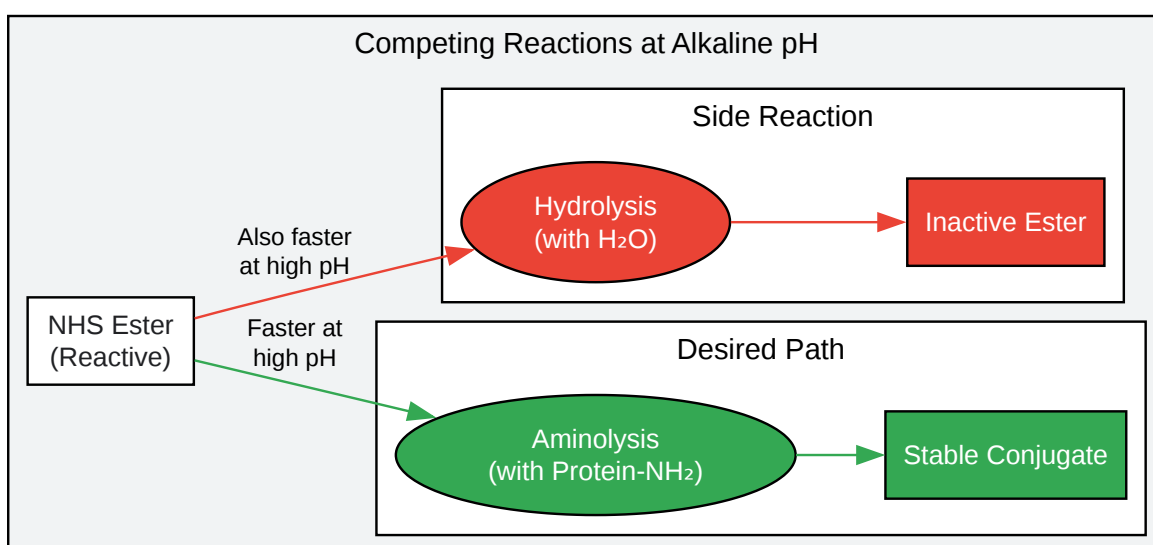 Competing Reactions at Alkaline pH
Side Reaction
Hydrolysis
(with H₂O)
Inactive Ester
Also faster
at high pH
NHS Ester
(Reactive)
Faster at
high pH
Desired Path
Aminolysis
(with Protein-NH₂)
Stable Conjugate